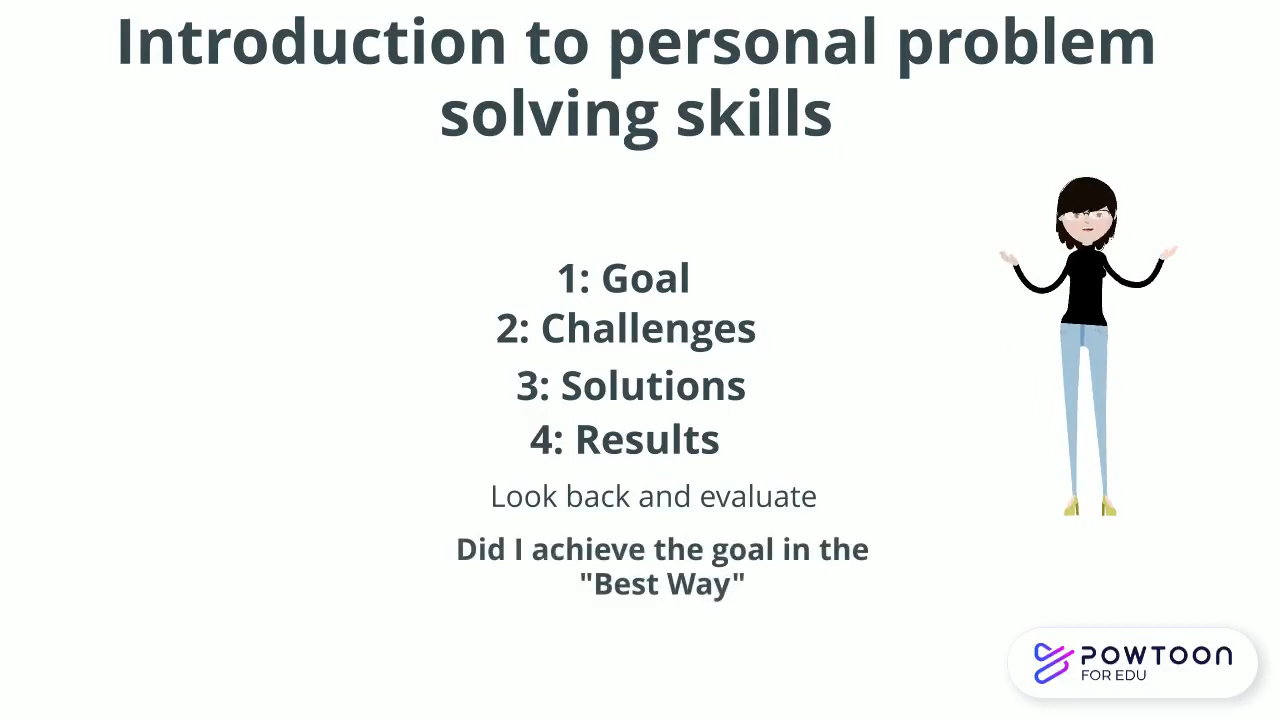 Introduction to personal problem
solving skills
1: Goal
2: Challenges
3: Solutions
4: Results
Look back and evaluate
Did I achieve the goal in the
"Best Way"
POWTOON
FOR EDU